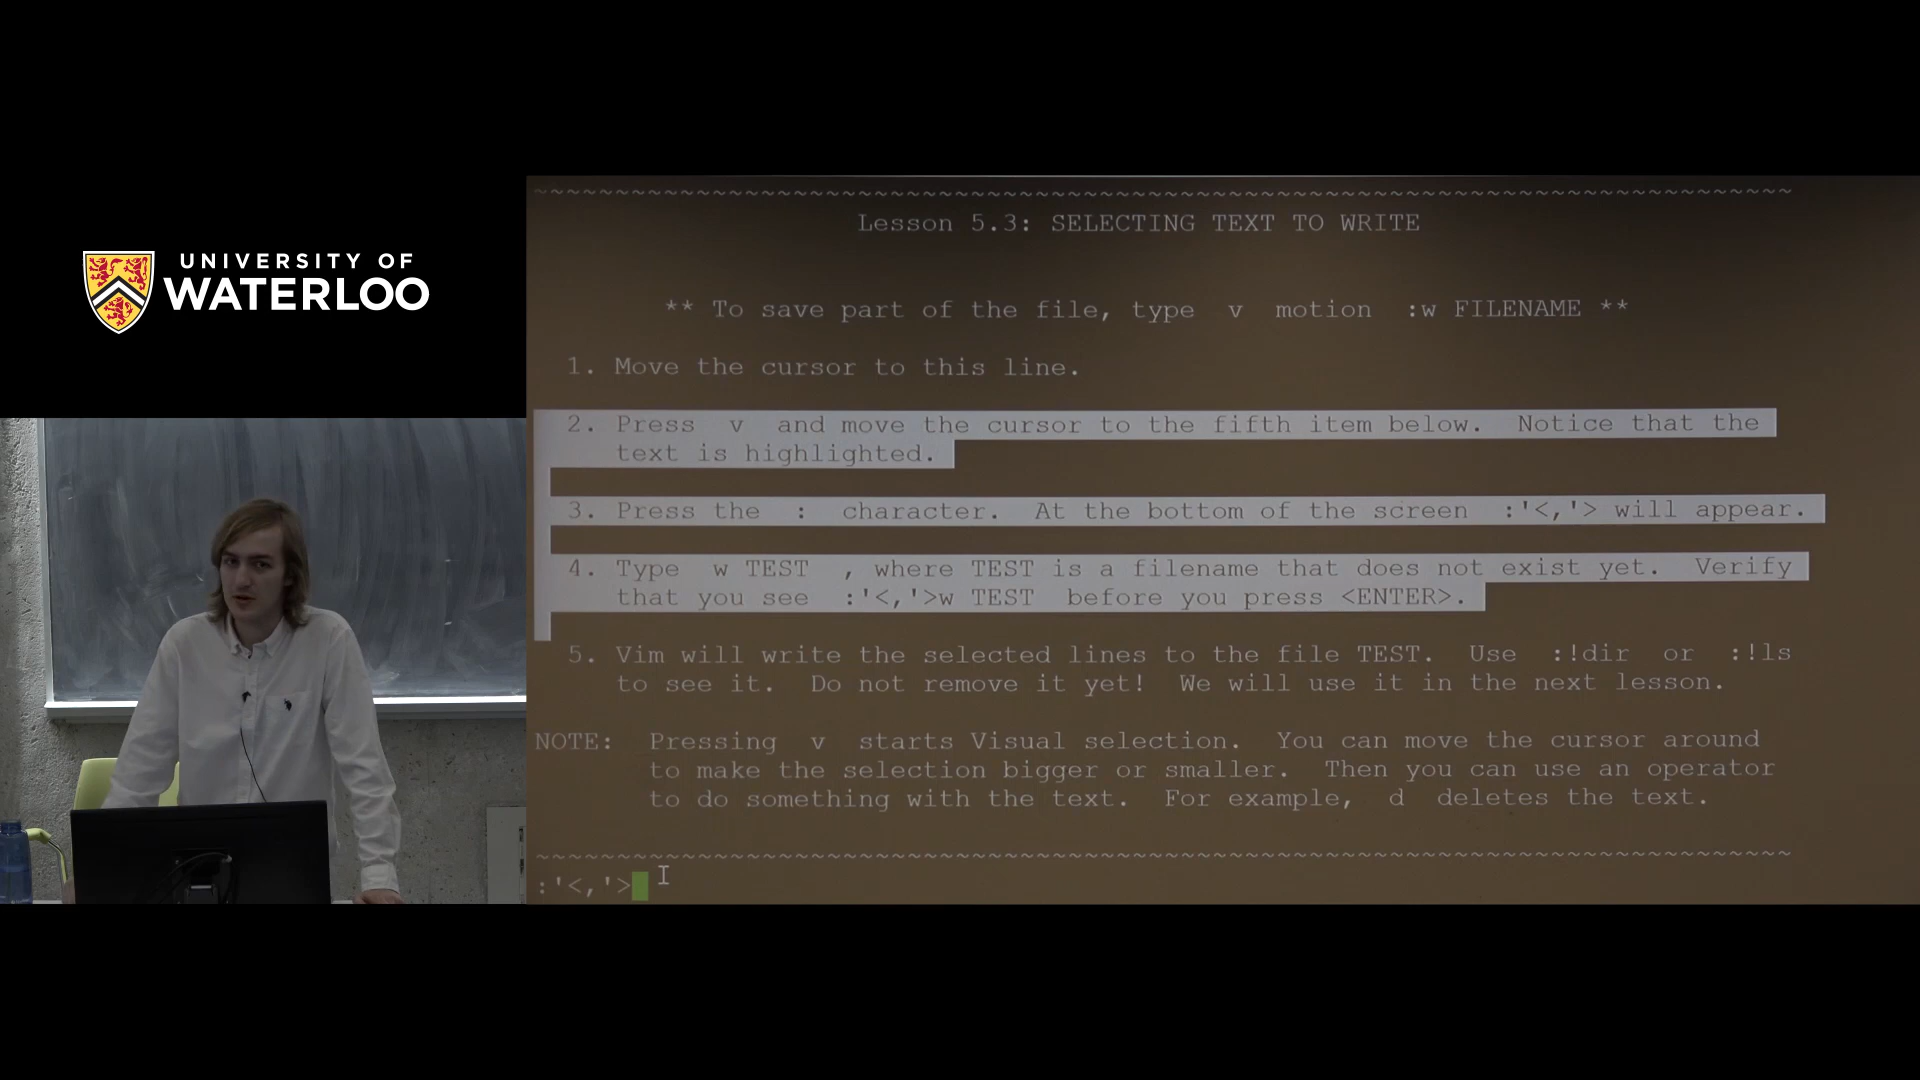 UNIVERSITY OF
WATERLOO
~~~~~~~~~~~~~~~~~~~~~~~~~~~~~~~~~~~~~~~~~~~~~~~~~~~~~~~~~~~~~~~~~~~~~~~~~~~~~~
Lesson 5.3: SELECTING TEXT TO WRITE
** To save part of the file, type  v  motion  :w FILENAME **
1. Move the cursor to this line.
2. Press  v  and move the cursor to the fifth item below.  Notice that the
text is highlighted.
3. Press the  :  character.  At the bottom of the screen  :'<,'> will appear.
4. Type  w TEST  , where TEST is a filename that does not exist yet.  Verify
that you see  :'<,'>w TEST  before you press <ENTER>.
5. Vim will write the selected lines to the file TEST.  Use  :!dir  or  :!ls
to see it.  Do not remove it yet!  We will use it in the next lesson.
NOTE:  Pressing  v  starts Visual selection.  You can move the cursor around
to make the selection bigger or smaller.  Then you can use an operator
to do something with the text.  For example,  d  deletes the text.
~~~~~~~~~~~~~~~~~~~~~~~~~~~~~~~~~~~~~~~~~~~~~~~~~~~~~~~~~~~~~~~~~~~~~~~~~~~~~~
:'<,'>